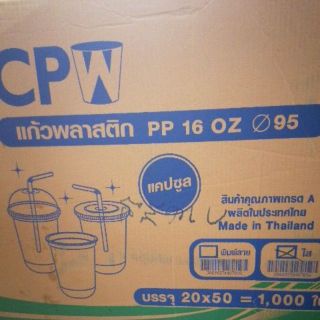 CPW
แก้วพลาสติก PP 16 OZ Ø95
แคปซูล
สินค้าคุณภาพเกรด A
ผลิตในประเทศไทย
Made in Thailand
พิมพ์ลาย ใส
บรรจุ 20x50 = 1,000 ใ